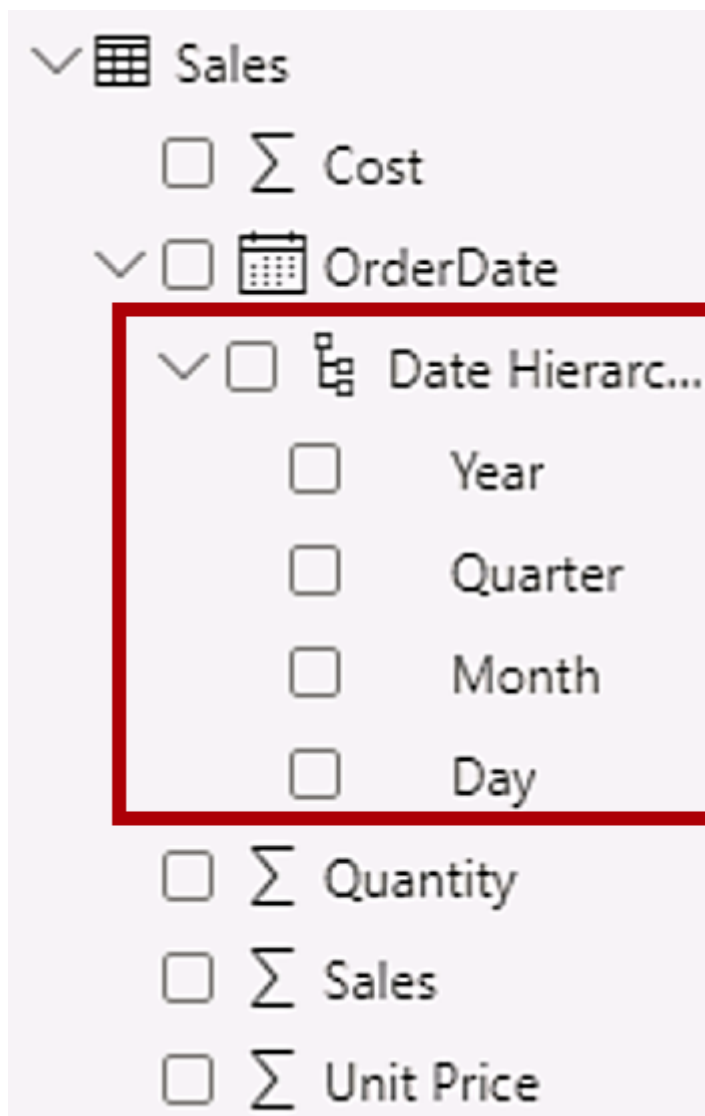 Sales
Cost
OrderDate
Date Hierarc...
Year
Quarter
Month
Day
Quantity
Sales
Unit Price